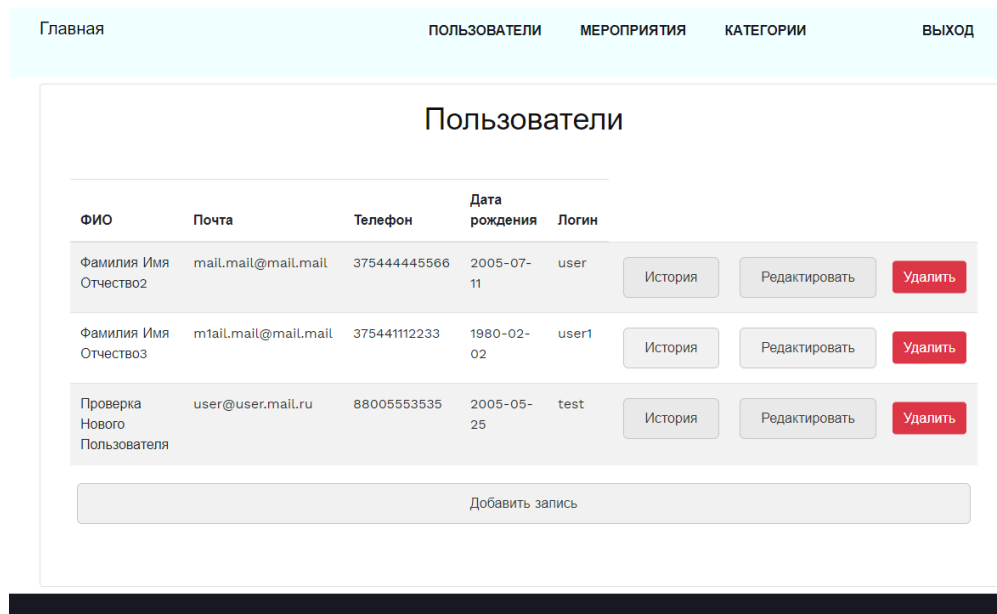 Главная ПОЛЬЗОВАТЕЛИ МЕРОПРИЯТИЯ КАТЕГОРИИ ВЫХОД
Пользователи
ФИО Почта Телефон Дата рождения Логин
Фамилия Имя Отчество2 mail.mail@mail.mail 375444445566 2005-07-11 user История Редактировать Удалить
Фамилия Имя Отчество3 m1ail.mail@mail.mail 375441112233 1980-02-02 user1 История Редактировать Удалить
Проверка Нового Пользователя user@user.mail.ru 88005553535 2005-05-25 test История Редактировать Удалить
Добавить запись